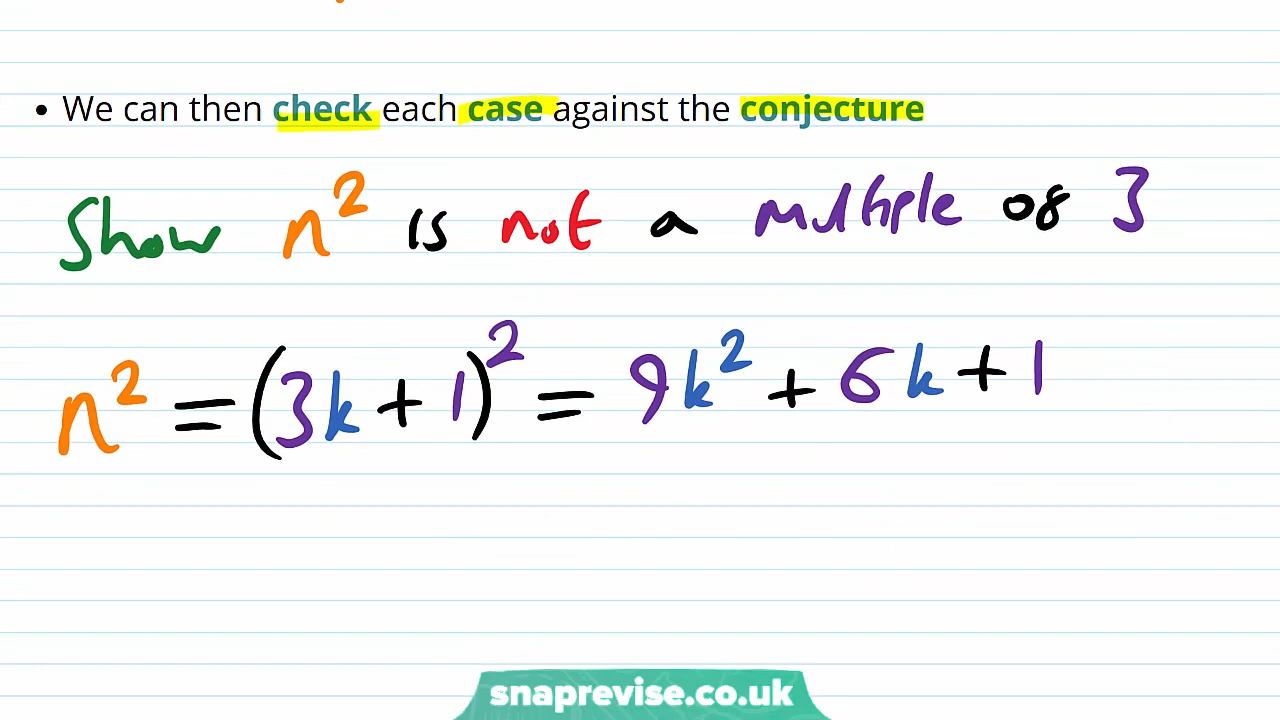 • We can then check each case against the conjecture
Show n² is not a multiple of 3
n² = (3k + 1)² = 9k² + 6k + 1
snaprevise.co.uk